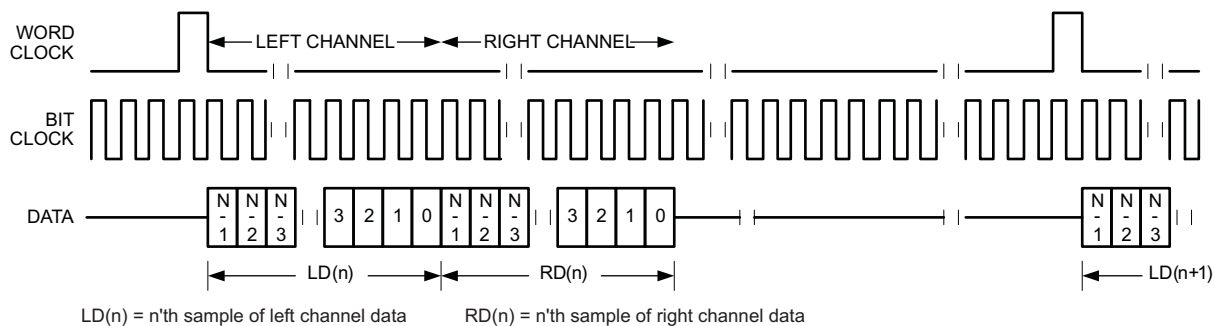 WORD
CLOCK
LEFT CHANNEL
RIGHT CHANNEL
BIT
CLOCK
DATA
N-1 N-2 N-3 3 2 1 0 N-1 N-2 N-3 3 2 1 0 N-1 N-2 N-3
LD(n) RD(n) LD(n+1)
LD(n) = n'th sample of left channel data RD(n) = n'th sample of right channel data